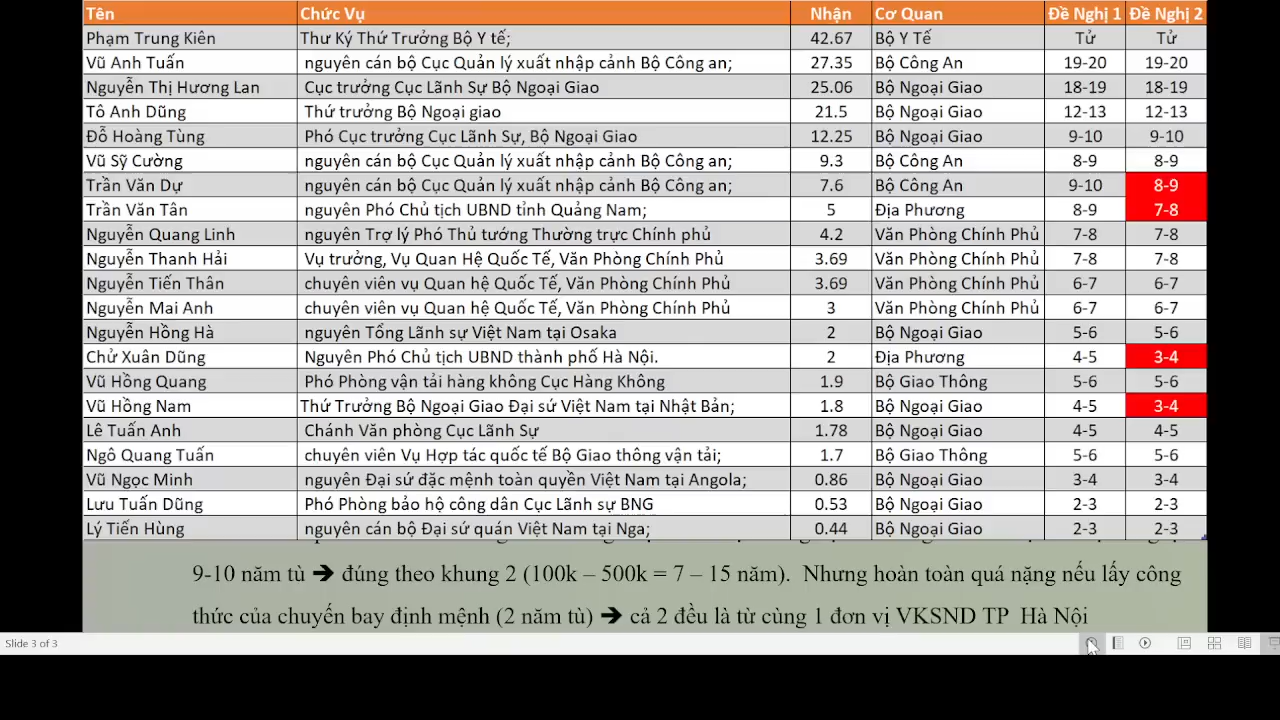 Tên Chức Vụ Nhận Cơ Quan Đề Nghị 1 Đề Nghị 2
Phạm Trung Kiên Thư Ký Thứ Trưởng Bộ Y tế; 42.67 Bộ Y Tế Tử Tử
Vũ Anh Tuấn nguyên cán bộ Cục Quản lý xuất nhập cảnh Bộ Công an; 27.35 Bộ Công An 19-20 19-20
Nguyễn Thị Hương Lan Cục trưởng Cục Lãnh Sự Bộ Ngoại Giao 25.06 Bộ Ngoại Giao 18-19 18-19
Tô Anh Dũng Thứ trưởng Bộ Ngoại giao 21.5 Bộ Ngoại Giao 12-13 12-13
Đỗ Hoàng Tùng Phó Cục trưởng Cục Lãnh Sự, Bộ Ngoại Giao 12.25 Bộ Ngoại Giao 9-10 9-10
Vũ Sỹ Cường nguyên cán bộ Cục Quản lý xuất nhập cảnh Bộ Công an; 9.3 Bộ Công An 8-9 8-9
Trần Văn Dự nguyên cán bộ Cục Quản lý xuất nhập cảnh Bộ Công an; 7.6 Bộ Công An 9-10 8-9
Trần Văn Tân nguyên Phó Chủ tịch UBND tỉnh Quảng Nam; 5 Địa Phương 8-9 7-8
Nguyễn Quang Linh nguyên Trợ lý Phó Thủ tướng Thường trực Chính phủ 4.2 Văn Phòng Chính Phủ 7-8 7-8
Nguyễn Thanh Hải Vụ trưởng, Vụ Quan Hệ Quốc Tế, Văn Phòng Chính Phủ 3.69 Văn Phòng Chính Phủ 7-8 7-8
Nguyễn Tiến Thân chuyên viên vụ Quan hệ Quốc Tế, Văn Phòng Chính Phủ 3.69 Văn Phòng Chính Phủ 6-7 6-7
Nguyễn Mai Anh chuyên viên vụ Quan hệ Quốc Tế, Văn Phòng Chính Phủ 3 Văn Phòng Chính Phủ 6-7 6-7
Nguyễn Hồng Hà nguyên Tổng Lãnh sự Việt Nam tại Osaka 2 Bộ Ngoại Giao 5-6 5-6
Chử Xuân Dũng Nguyên Phó Chủ tịch UBND thành phố Hà Nội. 2 Địa Phương 4-5 3-4
Vũ Hồng Quang Phó Phòng vận tải hàng không Cục Hàng Không 1.9 Bộ Giao Thông 5-6 5-6
Vũ Hồng Nam Thứ Trưởng Bộ Ngoại Giao Đại sứ Việt Nam tại Nhật Bản; 1.8 Bộ Ngoại Giao 4-5 3-4
Lê Tuấn Anh Chánh Văn phòng Cục Lãnh Sự 1.78 Bộ Ngoại Giao 4-5 4-5
Ngô Quang Tuấn chuyên viên Vụ Hợp tác quốc tế Bộ Giao thông vận tải; 1.7 Bộ Giao Thông 5-6 5-6
Vũ Ngọc Minh nguyên Đại sứ đặc mệnh toàn quyền Việt Nam tại Angola; 0.86 Bộ Ngoại Giao 3-4 3-4
Lưu Tuấn Dũng Phó Phòng bảo hộ công dân Cục Lãnh sự BNG 0.53 Bộ Ngoại Giao 2-3 2-3
Lý Tiến Hùng nguyên cán bộ Đại sứ quán Việt Nam tại Nga; 0.44 Bộ Ngoại Giao 2-3 2-3
9-10 năm tù ➔ đúng theo khung 2 (100k – 500k = 7 – 15 năm). Nhưng hoàn toàn quá nặng nếu lấy công
thức của chuyến bay định mệnh (2 năm tù) ➔ cả 2 đều là từ cùng 1 đơn vị VKSND TP Hà Nội
Slide 3 of 3